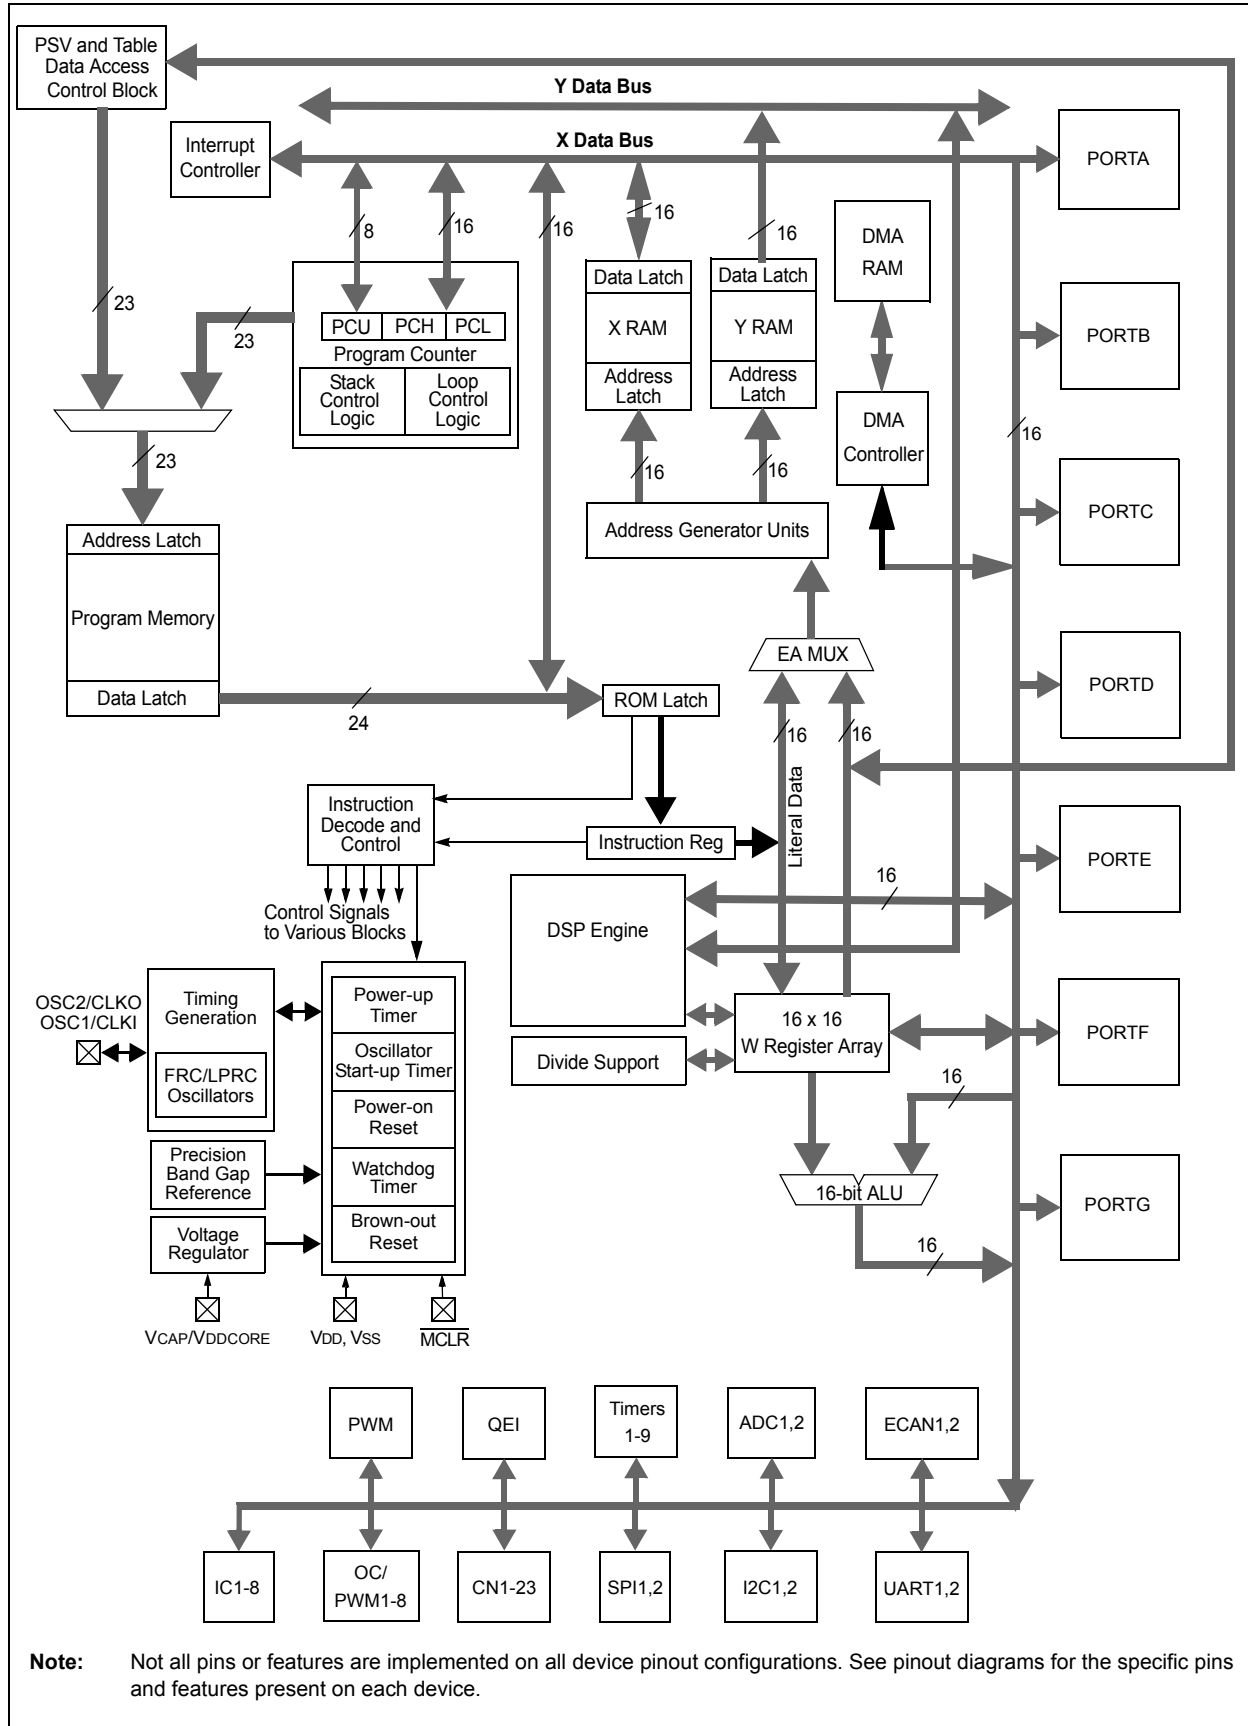 PSV and Table
Data Access
Control Block
Y Data Bus
Interrupt
Controller
X Data Bus
PORTA
8
16
16
16
16
DMA
RAM
23
23
Data Latch
Data Latch
PCU
PCH
PCL
X RAM
Y RAM
PORTB
Program Counter
Stack
Control
Logic
Loop
Control
Logic
Address
Latch
Address
Latch
DMA
Controller
16
23
16
16
PORTC
Address Latch
Address Generator Units
Program Memory
EA MUX
PORTD
Data Latch
24
ROM Latch
16
16
Literal Data
Instruction
Decode and
Control
Instruction Reg
PORTE
16
Control Signals
to Various Blocks
DSP Engine
OSC2/CLKO
OSC1/CLKI
Timing
Generation
Power-up
Timer
16 x 16
W Register Array
PORTF
Oscillator
Start-up Timer
Divide Support
FRC/LPRC
Oscillators
16
Power-on
Reset
Precision
Band Gap
Reference
Watchdog
Timer
16-bit ALU
PORTG
Voltage
Regulator
Brown-out
Reset
16
VCAP/VDDCORE
VDD, VSS
MCLR
PWM
QEI
Timers
1-9
ADC1,2
ECAN1,2
IC1-8
OC/
PWM1-8
CN1-23
SPI1,2
I2C1,2
UART1,2
Note: Not all pins or features are implemented on all device pinout configurations. See pinout diagrams for the specific pins
and features present on each device.